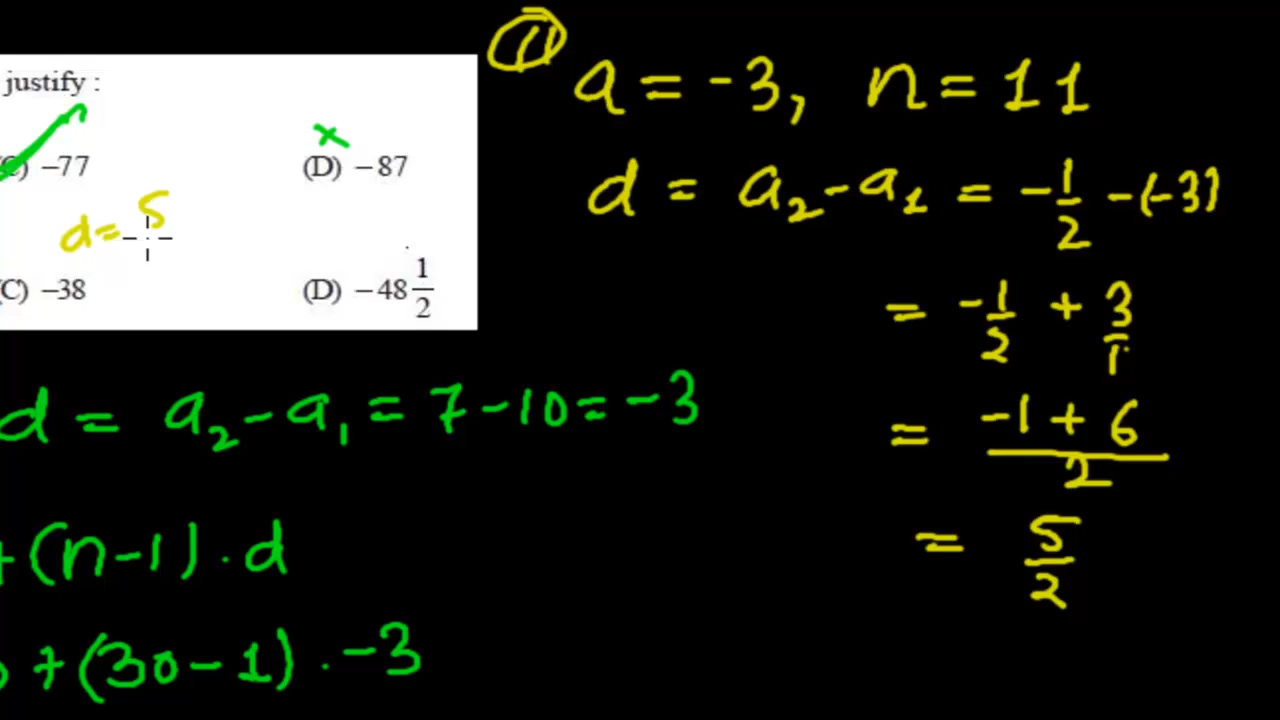 justify :
(C) −77 (D) −87
d = 5
(C) −38 (D) −48 1/2
d = a₂ - a₁ = 7 - 10 = -3
+ (n-1) . d
+ (30 - 1) . -3
(ii)
a = -3, n = 11
d = a₂ - a₁ = -1/2 - (-3)
= -1/2 + 3/1
= (-1 + 6)/2
= 5/2